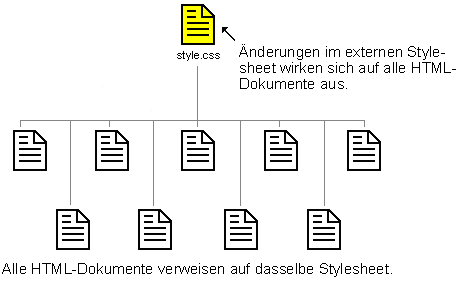 style.css
Änderungen im externen Style-
sheet wirken sich auf alle HTML-
Dokumente aus.
Alle HTML-Dokumente verweisen auf dasselbe Stylesheet.